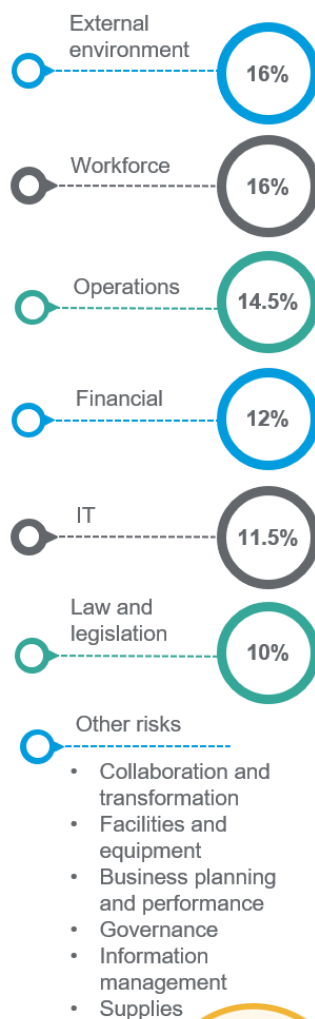 External
environment
16%
Workforce
16%
Operations
14.5%
Financial
12%
IT
11.5%
Law and
legislation
10%
Other risks
• Collaboration and
transformation
• Facilities and
equipment
• Business planning
and performance
• Governance
• Information
management
• Supplies